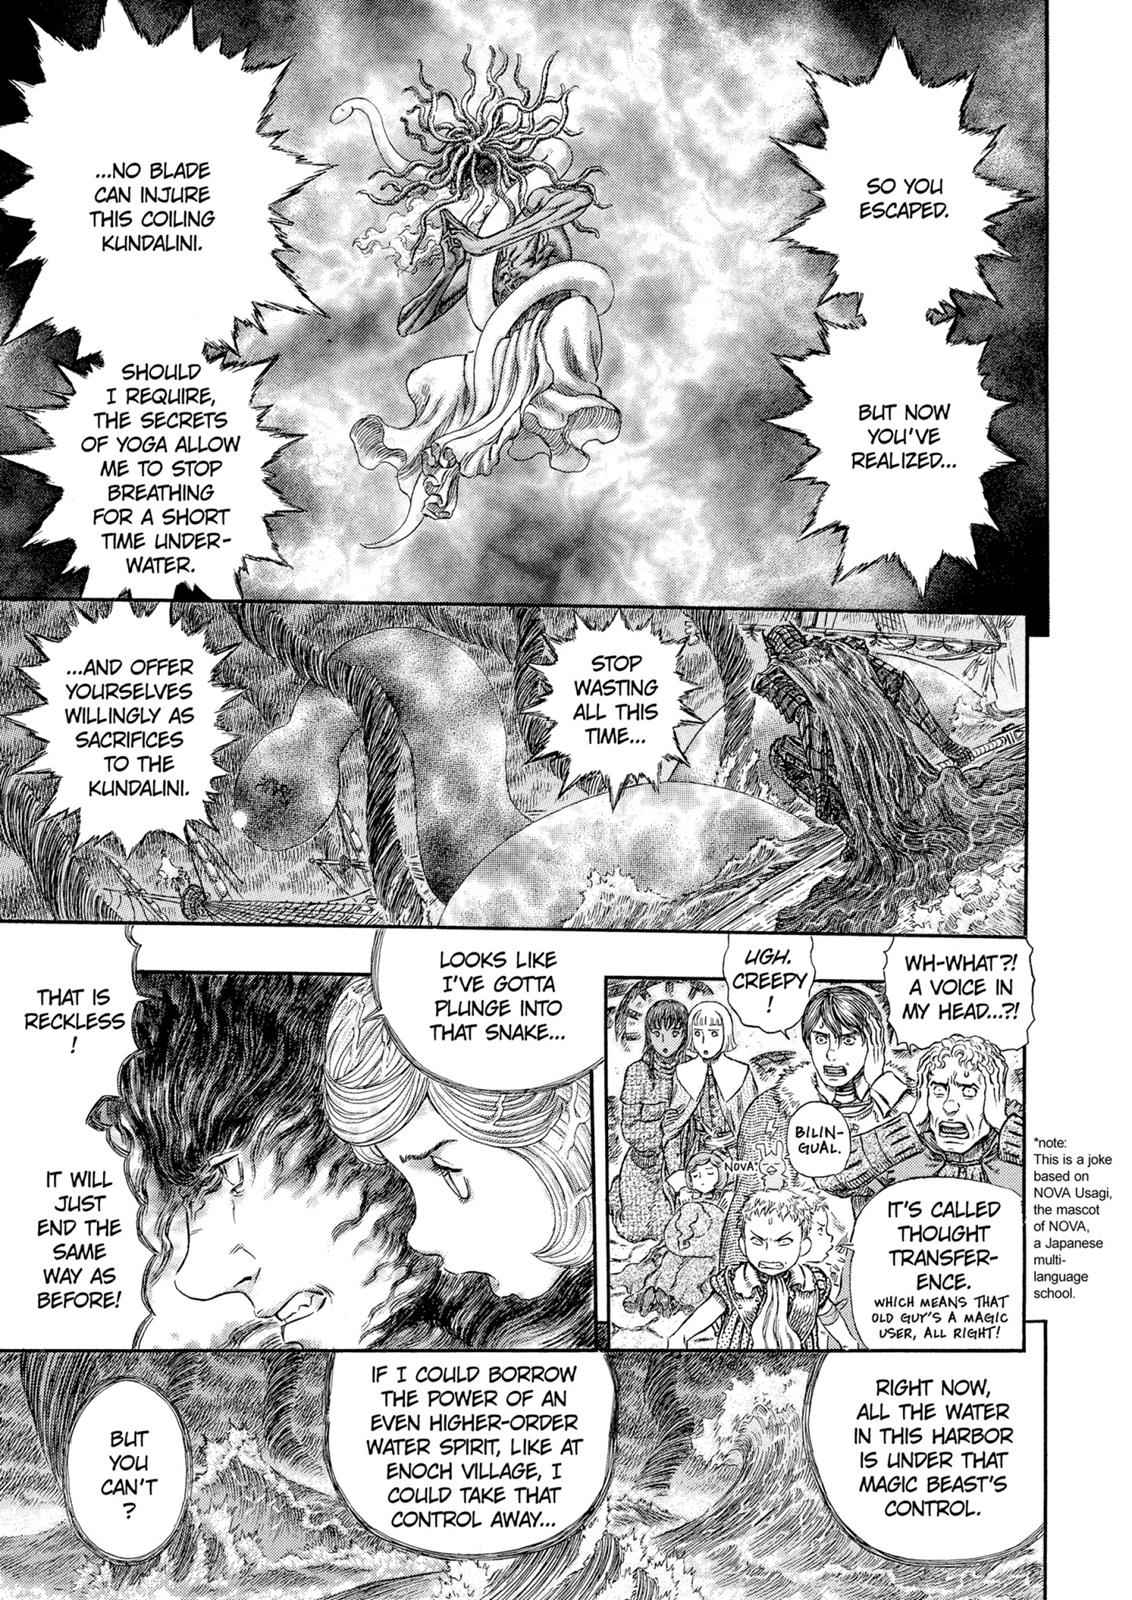 SO YOU
ESCAPED.
BUT NOW
YOU'VE
REALIZED...
...NO BLADE
CAN INJURE
THIS COILING
KUNDALINI.
SHOULD
I REQUIRE,
THE SECRETS
OF YOGA ALLOW
ME TO STOP
BREATHING
FOR A SHORT
TIME UNDER-
WATER.
STOP
WASTING
ALL THIS
TIME...
...AND OFFER
YOURSELVES
WILLINGLY AS
SACRIFICES
TO THE
KUNDALINI.
WH-WHAT?!
A VOICE IN
MY HEAD...?!
UGH.
CREEPY
!
BILIN-
GUAL.
NOVA*
IT'S CALLED
THOUGHT
TRANSFER-
ENCE.
WHICH MEANS THAT
OLD GUY'S A MAGIC
USER, ALL RIGHT!
*note:
This is a joke
based on
NOVA Usagi,
the mascot
of NOVA,
a Japanese
multi-
language
school.
LOOKS LIKE
I'VE GOTTA
PLUNGE INTO
THAT SNAKE...
THAT IS
RECKLESS
!
IT WILL
JUST
END THE
SAME
WAY AS
BEFORE!
RIGHT NOW,
ALL THE WATER
IN THIS HARBOR
IS UNDER THAT
MAGIC BEAST'S
CONTROL.
IF I COULD BORROW
THE POWER OF AN
EVEN HIGHER-ORDER
WATER SPIRIT, LIKE AT
ENOCH VILLAGE, I
COULD TAKE THAT
CONTROL AWAY...
BUT
YOU
CAN'T
?